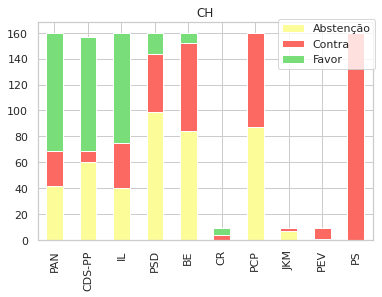 CH
Abstenção
Contra
Favor
160
140
120
100
80
60
40
20
0
PAN
CDS-PP
IL
PSD
BE
CR
PCP
JKM
PEV
PS